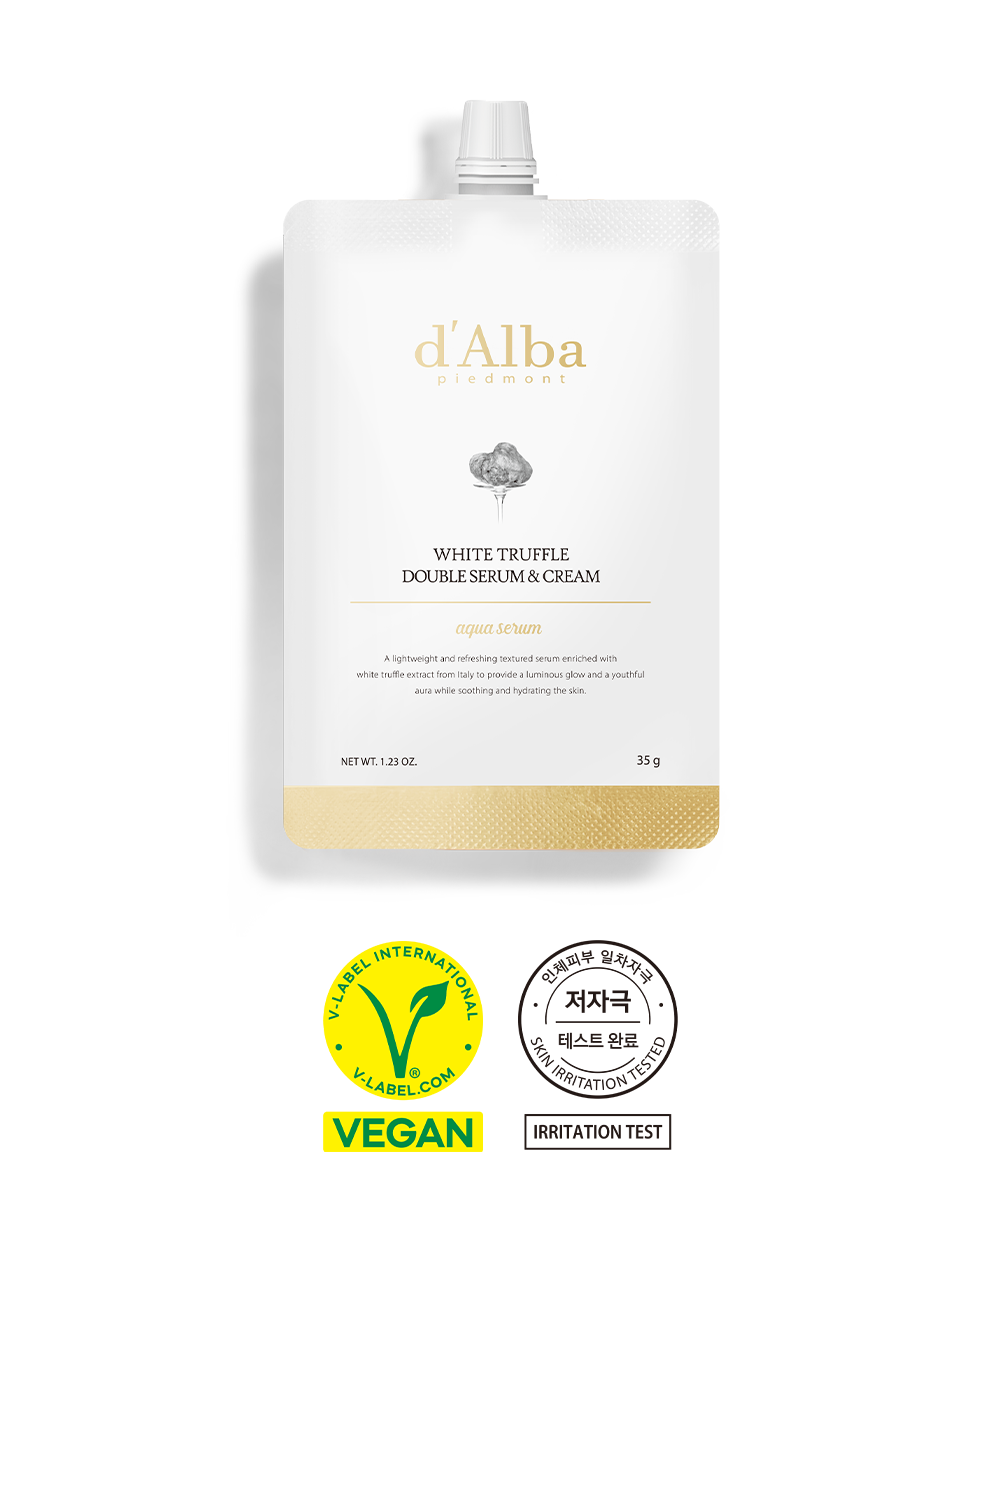 d'Alba
piedmont
WHITE TRUFFLE
DOUBLE SERUM & CREAM
aqua serum
A lightweight and refreshing textured serum enriched with
white truffle extract from Italy to provide a luminous glow and a youthful
aura while soothing and hydrating the skin.
NET WT. 1.23 OZ.
35 g
V-LABEL INTERNATIONAL
®
V-LABEL.COM
VEGAN
인체피부 일차자극
저자극
테스트 완료
SKIN IRRITATION TESTED
IRRITATION TEST